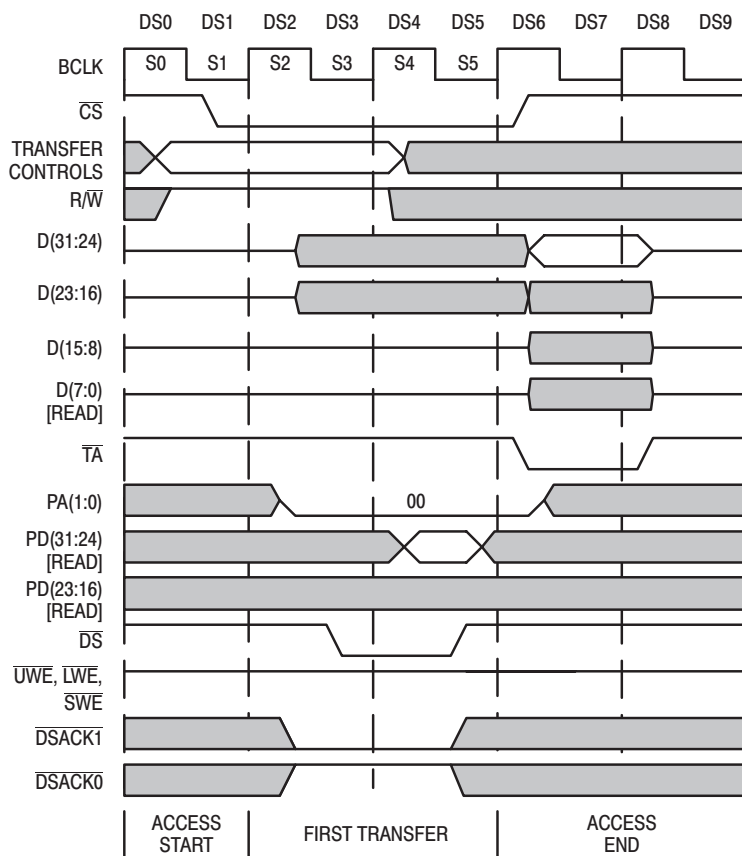 DS0 DS1 DS2 DS3 DS4 DS5 DS6 DS7 DS8 DS9
BCLK S0 S1 S2 S3 S4 S5
CS
TRANSFER
CONTROLS
R/W
D(31:24)
D(23:16)
D(15:8)
D(7:0)
[READ]
TA
PA(1:0) 00
PD(31:24)
[READ]
PD(23:16)
[READ]
DS
UWE, LWE,
SWE
DSACK1
DSACK0
ACCESS
START
FIRST TRANSFER
ACCESS
END